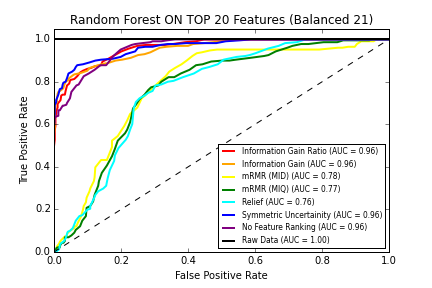 Random Forest ON TOP 20 Features (Balanced 21)
True Positive Rate
1.0
0.8
0.6
0.4
0.2
0.0
Information Gain Ratio (AUC = 0.96)
Information Gain (AUC = 0.96)
mRMR (MID) (AUC = 0.78)
mRMR (MIQ) (AUC = 0.77)
Relief (AUC = 0.76)
Symmetric Uncertainity (AUC = 0.96)
No Feature Ranking (AUC = 0.96)
Raw Data (AUC = 1.00)
0.0 0.2 0.4 0.6 0.8 1.0
False Positive Rate